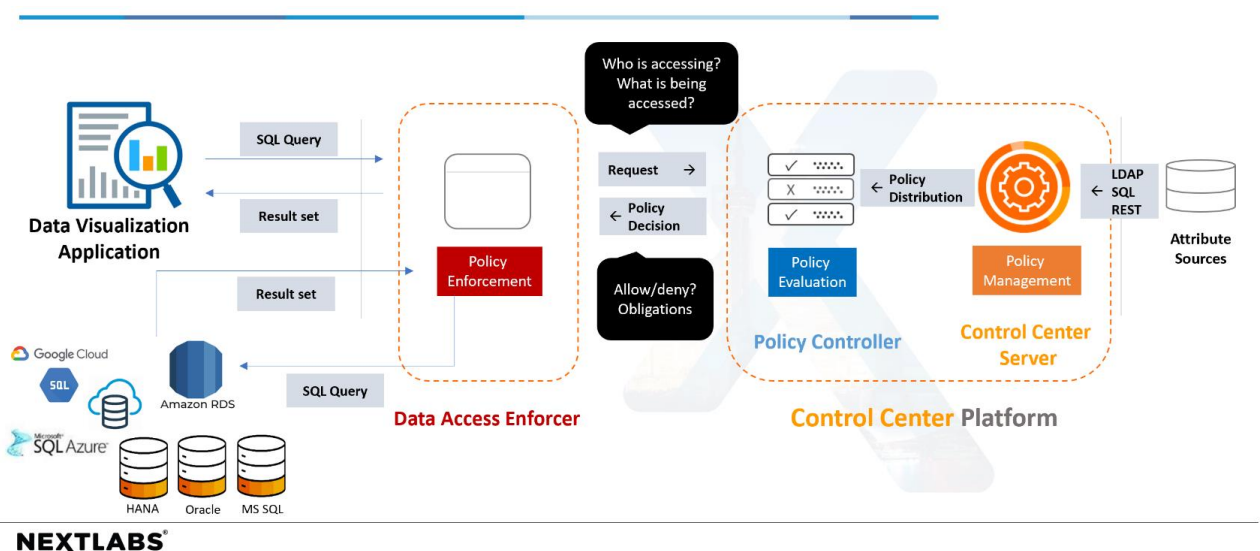 Who is accessing?
What is being
accessed?
SQL Query
Result set
Data Visualization
Application
Request →
← Policy
Decision
Policy
Enforcement
Allow/deny?
Obligations
← Policy
Distribution
← LDAP
SQL
REST
Attribute
Sources
Policy
Evaluation
Policy
Management
Policy Controller
Control Center
Server
Result set
Google Cloud
SQL
Amazon RDS
SQL Query
Microsoft®
SQL Azure™
Data Access Enforcer
Control Center Platform
HANA
Oracle
MS SQL
NEXTLABS®